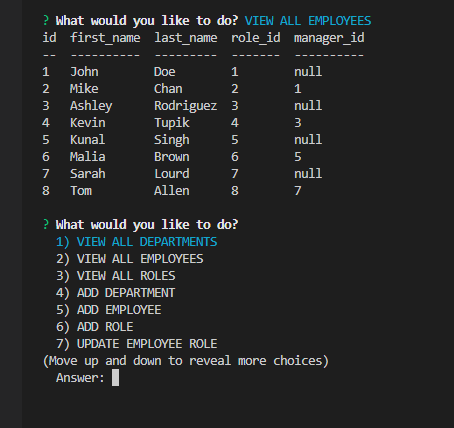 ? What would you like to do? VIEW ALL EMPLOYEES
id  first_name  last_name  role_id  manager_id
--  ----------  ---------  -------  ----------
1   John        Doe        1        null
2   Mike        Chan       2        1
3   Ashley      Rodriguez  3        null
4   Kevin       Tupik      4        3
5   Kunal       Singh      5        null
6   Malia       Brown      6        5
7   Sarah       Lourd      7        null
8   Tom         Allen      8        7
? What would you like to do?
1) VIEW ALL DEPARTMENTS
2) VIEW ALL EMPLOYEES
3) VIEW ALL ROLES
4) ADD DEPARTMENT
5) ADD EMPLOYEE
6) ADD ROLE
7) UPDATE EMPLOYEE ROLE
(Move up and down to reveal more choices)
Answer: